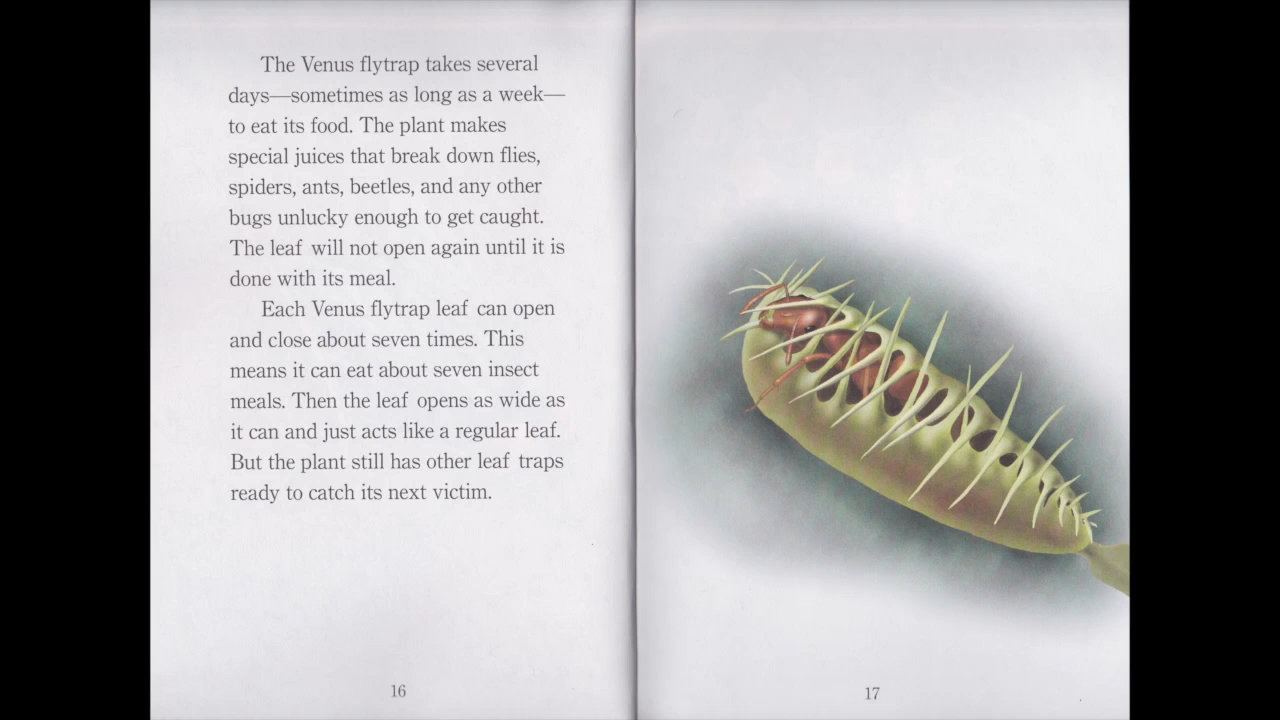 The Venus flytrap takes several
days—sometimes as long as a week—
to eat its food. The plant makes
special juices that break down flies,
spiders, ants, beetles, and any other
bugs unlucky enough to get caught.
The leaf will not open again until it is
done with its meal.
Each Venus flytrap leaf can open
and close about seven times. This
means it can eat about seven insect
meals. Then the leaf opens as wide as
it can and just acts like a regular leaf.
But the plant still has other leaf traps
ready to catch its next victim.
16
17